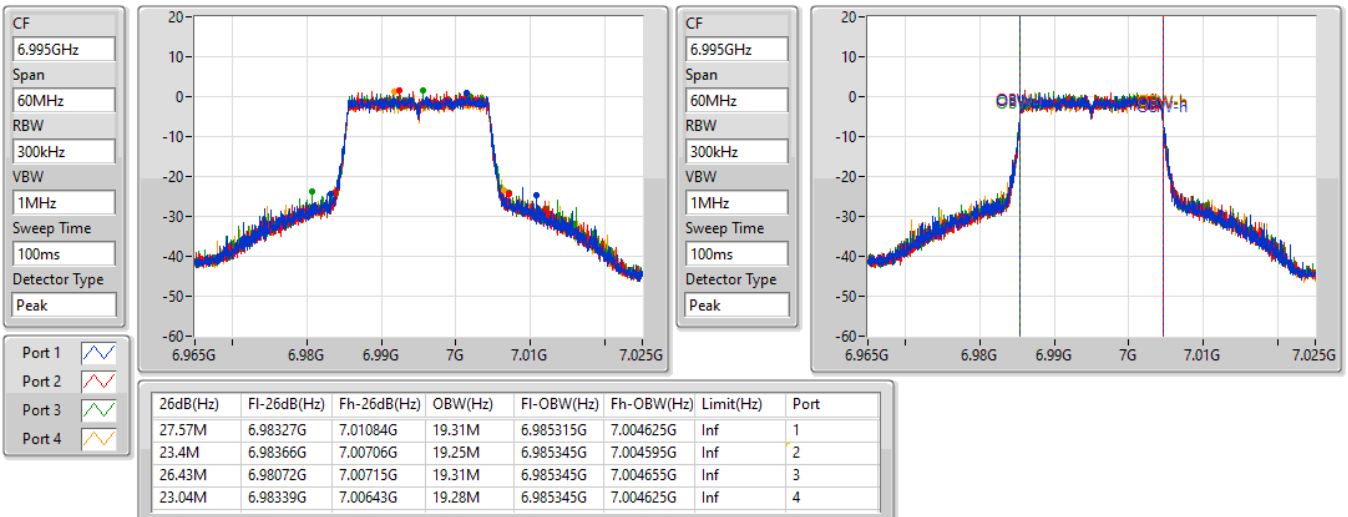 CF
6.995GHz
Span
60MHz
RBW
300kHz
VBW
1MHz
Sweep Time
100ms
Detector Type
Peak
20
10
0
-10
-20
-30
-40
-50
-60
6.965G 6.98G 6.99G 7G 7.01G 7.025G
CF
6.995GHz
Span
60MHz
RBW
300kHz
VBW
1MHz
Sweep Time
100ms
Detector Type
Peak
20
10
0
-10
-20
-30
-40
-50
-60
OBW-h
6.965G 6.98G 6.99G 7G 7.01G 7.025G
Port 1
Port 2
Port 3
Port 4
26dB(Hz) Fl-26dB(Hz) Fh-26dB(Hz) OBW(Hz) Fl-OBW(Hz) Fh-OBW(Hz) Limit(Hz) Port
27.57M 6.98327G 7.01084G 19.31M 6.985315G 7.004625G Inf 1
23.4M 6.98366G 7.00706G 19.25M 6.985345G 7.004595G Inf 2
26.43M 6.98072G 7.00715G 19.31M 6.985345G 7.004655G Inf 3
23.04M 6.98339G 7.00643G 19.28M 6.985345G 7.004625G Inf 4